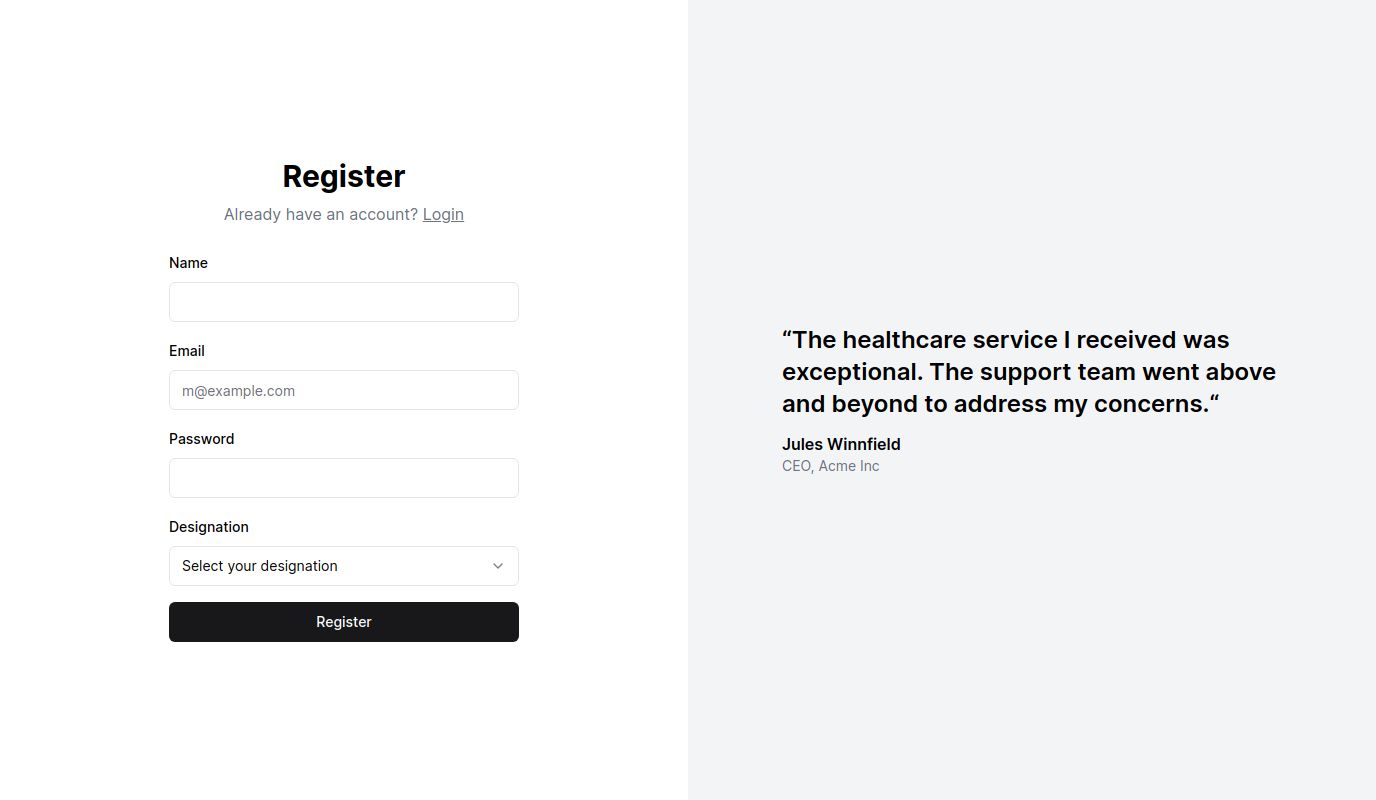 Register
Already have an account? Login
Name
Email
m@example.com
Password
Designation
Select your designation
Register
“The healthcare service I received was
exceptional. The support team went above
and beyond to address my concerns.“
Jules Winnfield
CEO, Acme Inc